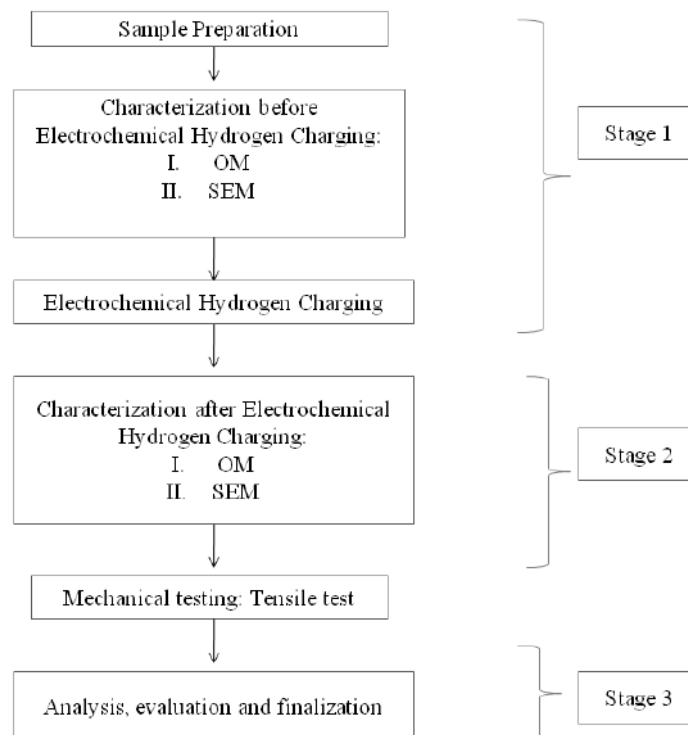 Sample Preparation
Characterization before
Electrochemical Hydrogen Charging:
I. OM
II. SEM
Stage 1
Electrochemical Hydrogen Charging
Characterization after Electrochemical
Hydrogen Charging:
I. OM
II. SEM
Stage 2
Mechanical testing: Tensile test
Analysis, evaluation and finalization
Stage 3